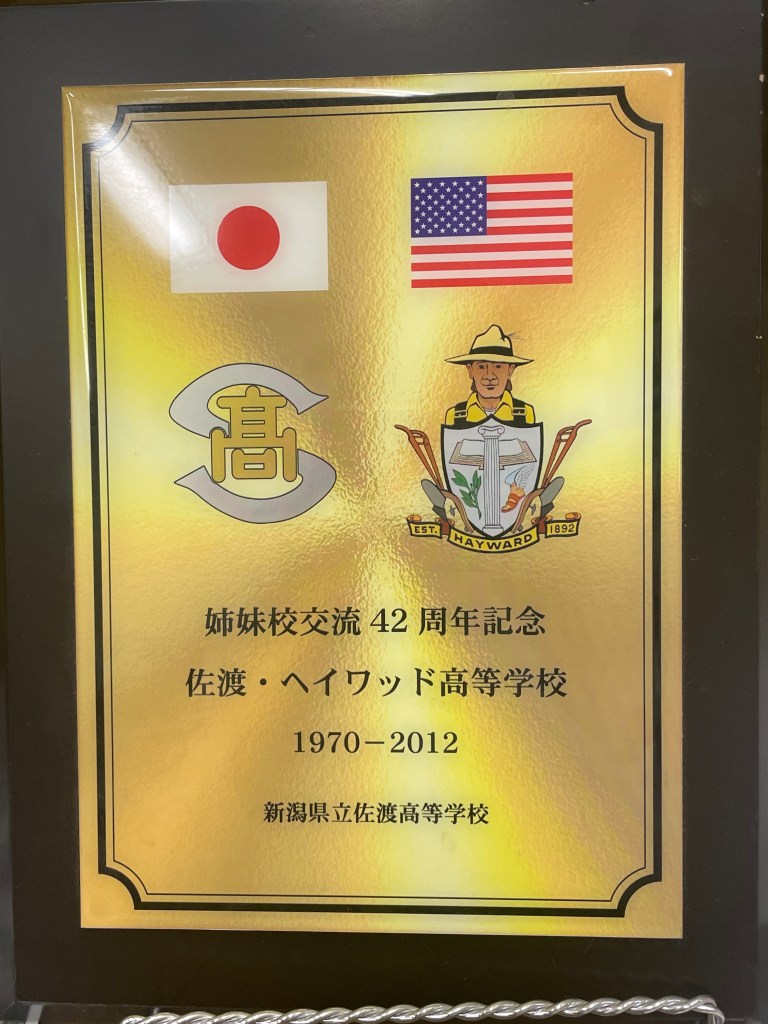 高
EST. HAYWARD 1892
姉妹校交流 42 周年記念
佐渡・ヘイワッド高等学校
1970－2012
新潟県立佐渡高等学校